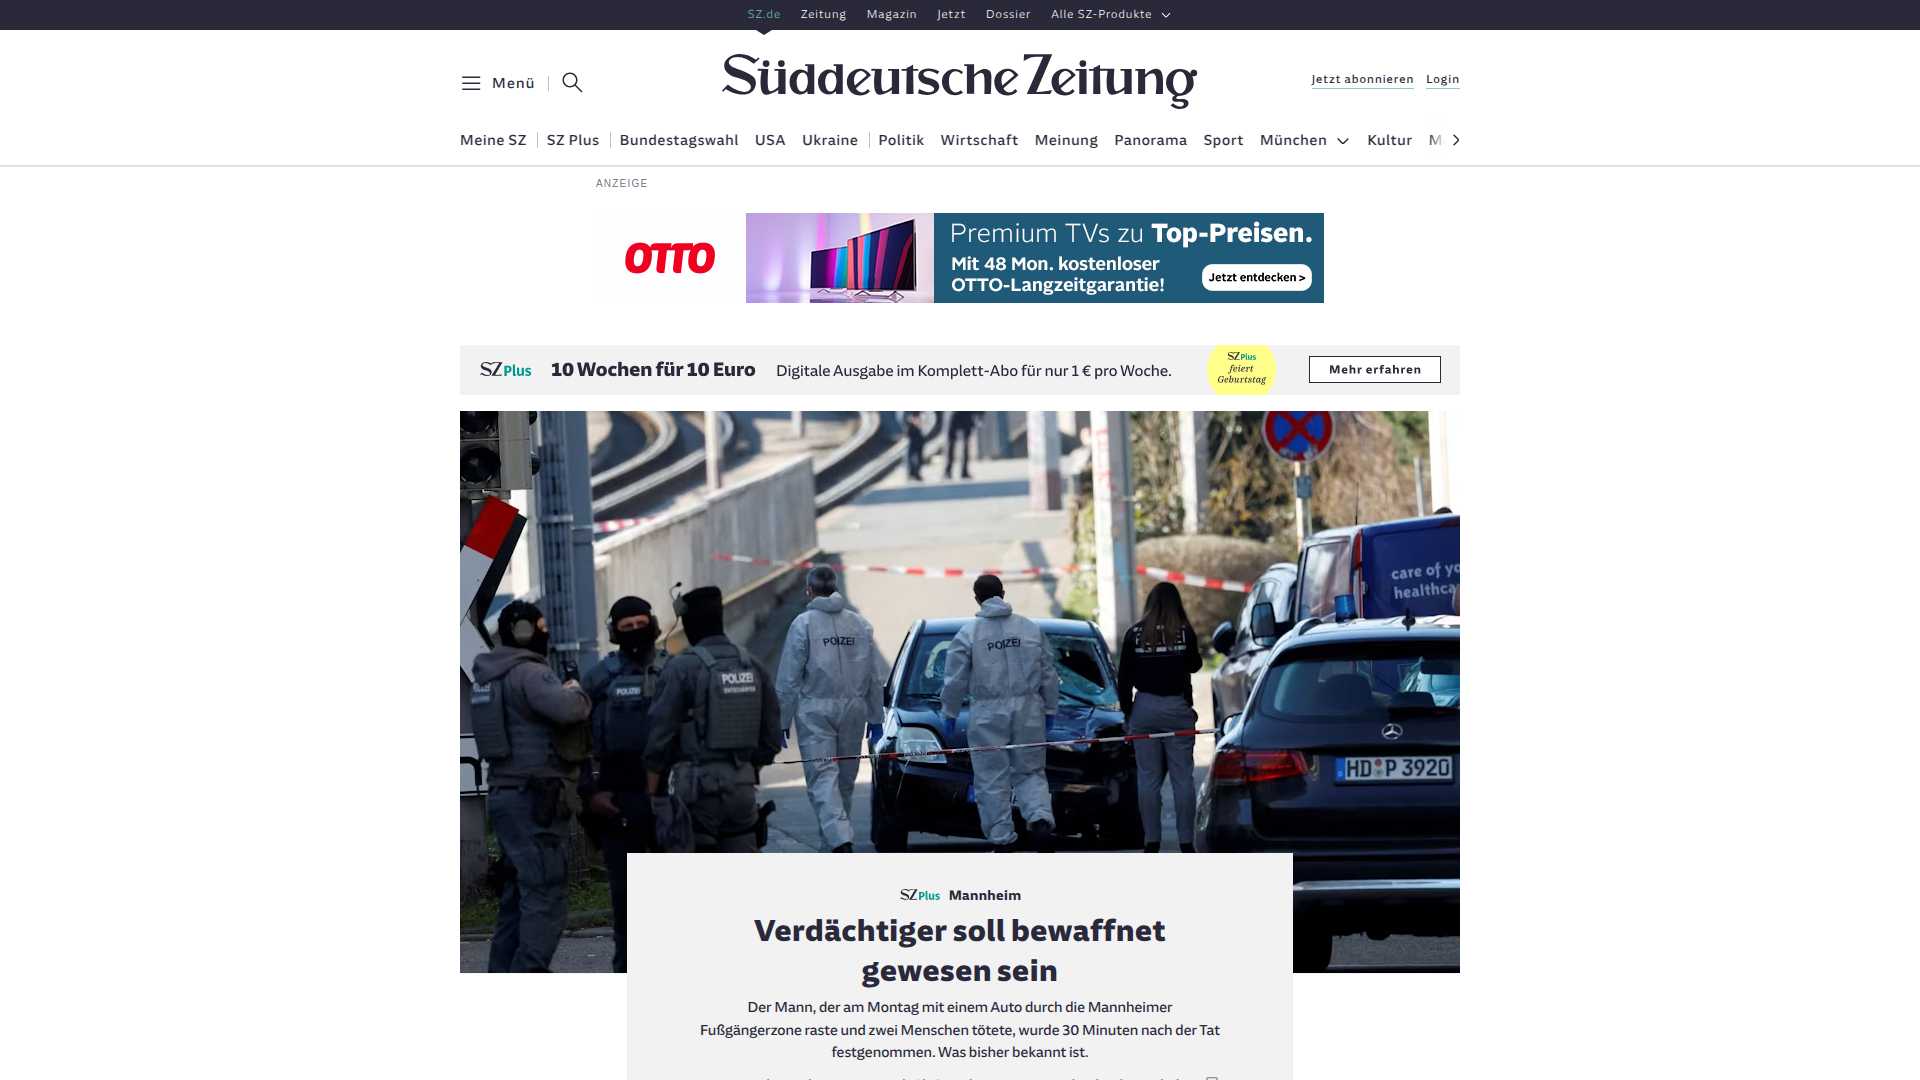 SZ.de Zeitung Magazin Jetzt Dossier Alle SZ-Produkte
Menü
Süddeutsche Zeitung
Jetzt abonnieren Login
Meine SZ SZ Plus Bundestagswahl USA Ukraine Politik Wirtschaft Meinung Panorama Sport München Kultur M
ANZEIGE
OTTO
Premium TVs zu Top-Preisen.
Mit 48 Mon. kostenloser
OTTO-Langzeitgarantie!
Jetzt entdecken >
SZ Plus 10 Wochen für 10 Euro Digitale Ausgabe im Komplett-Abo für nur 1 € pro Woche.
SZ Plus
feiert
Geburtstag
Mehr erfahren
care of yo
healthca
POLIZEI
POLIZEI
POLIZEI
POLIZEI
HD P 3920
SZ Plus Mannheim
Verdächtiger soll bewaffnet
gewesen sein
Der Mann, der am Montag mit einem Auto durch die Mannheimer
Fußgängerzone raste und zwei Menschen tötete, wurde 30 Minuten nach der Tat
festgenommen. Was bisher bekannt ist.